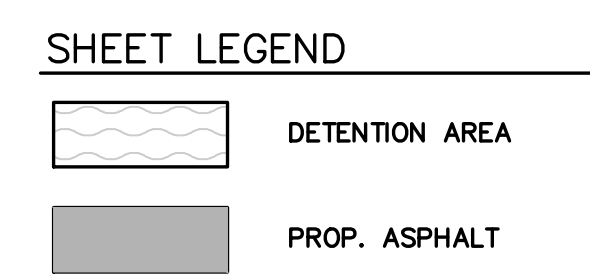 SHEET LEGEND
DETENTION AREA
PROP. ASPHALT